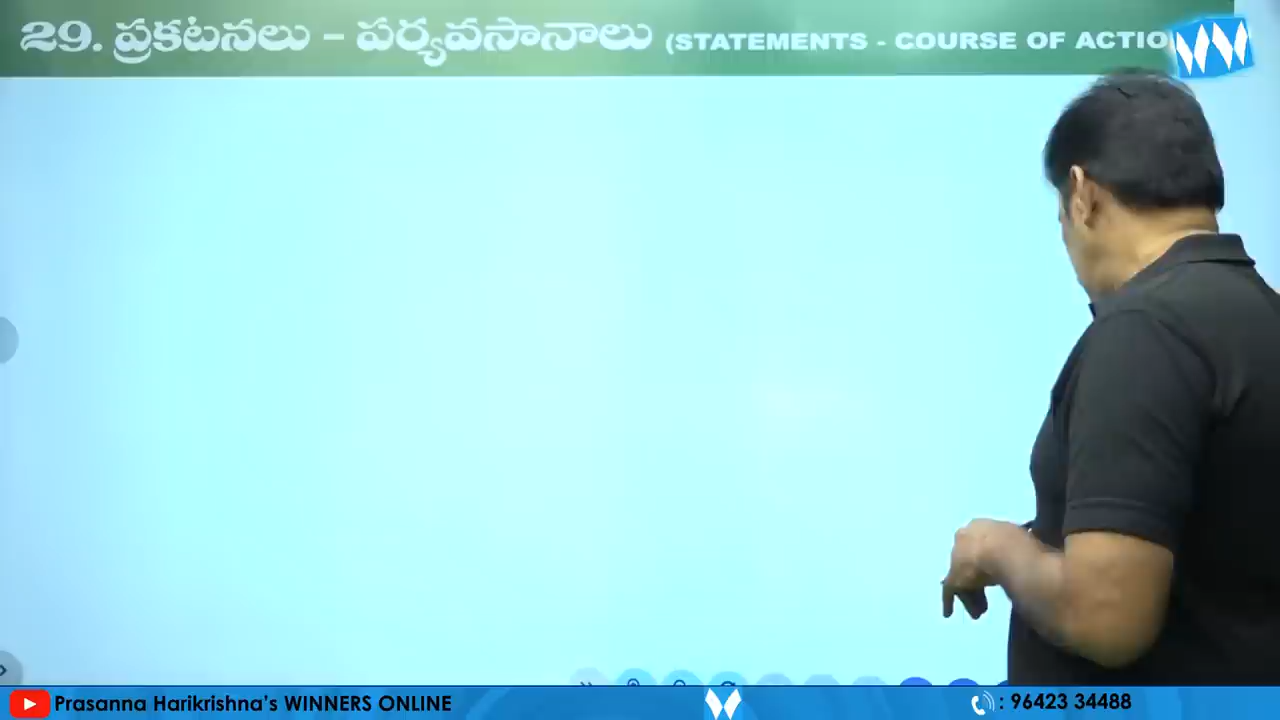 29. ప్రకటనలు - పర్యవసానాలు (STATEMENTS - COURSE OF ACTIO
Prasanna Harikrishna's WINNERS ONLINE
: 96423 34488